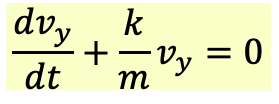 dv_y/dt + k/m v_y = 0